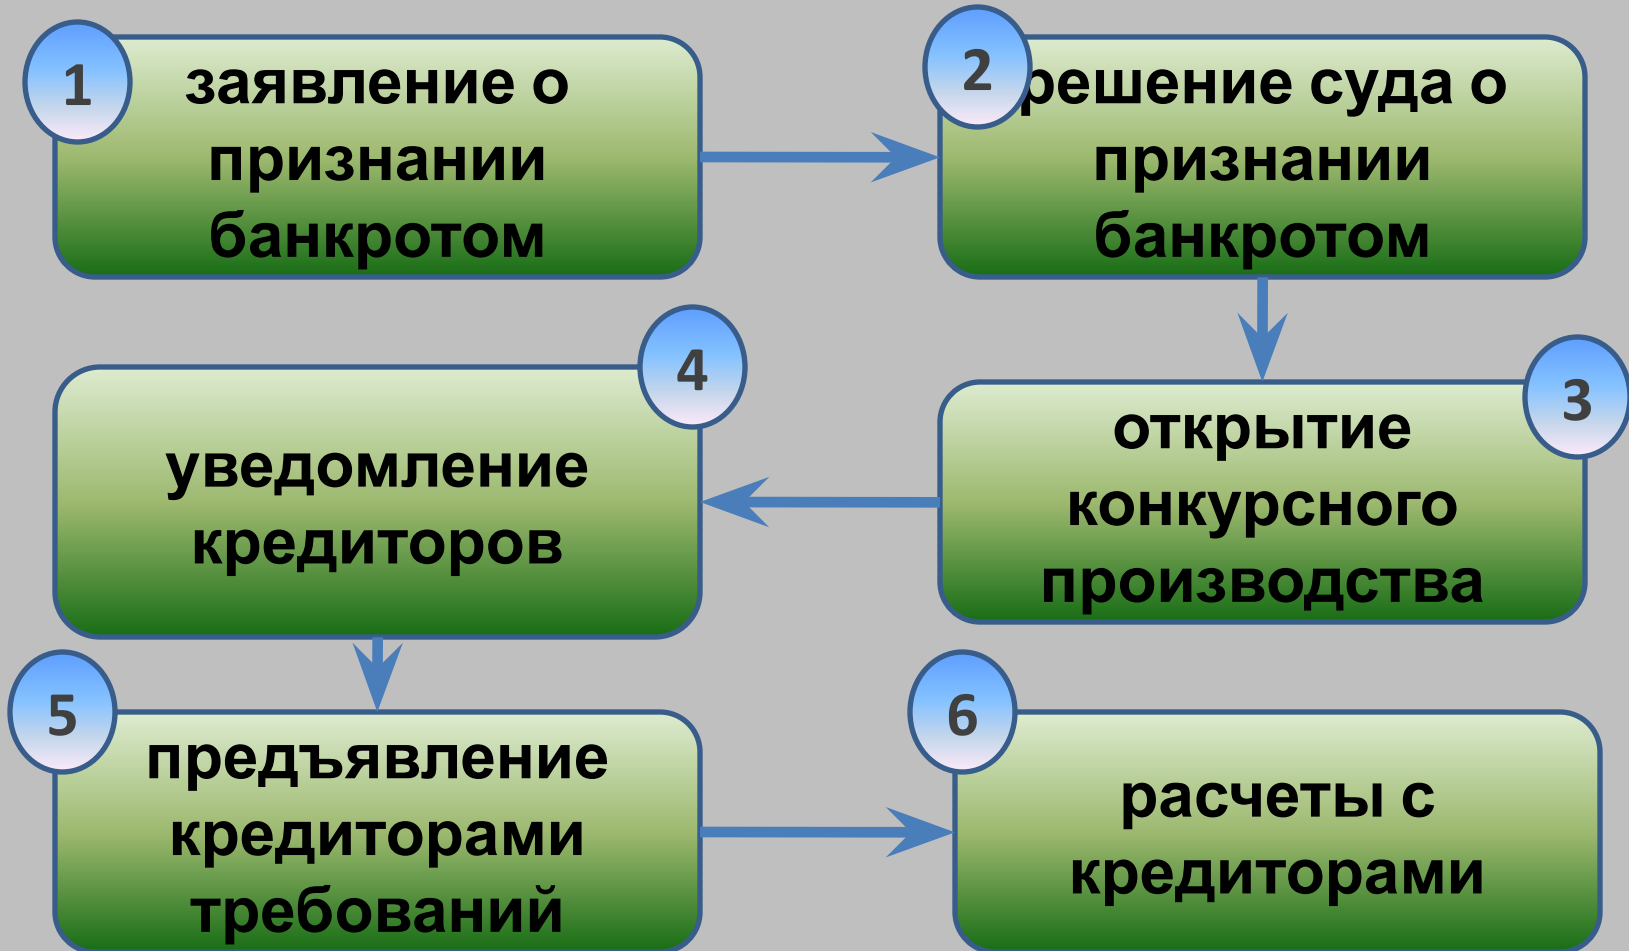 1
заявление о
признании
банкротом
2
решение суда о
признании
банкротом
3
открытие
конкурсного
производства
4
уведомление
кредиторов
5
предъявление
кредиторами
требований
6
расчеты с
кредиторами